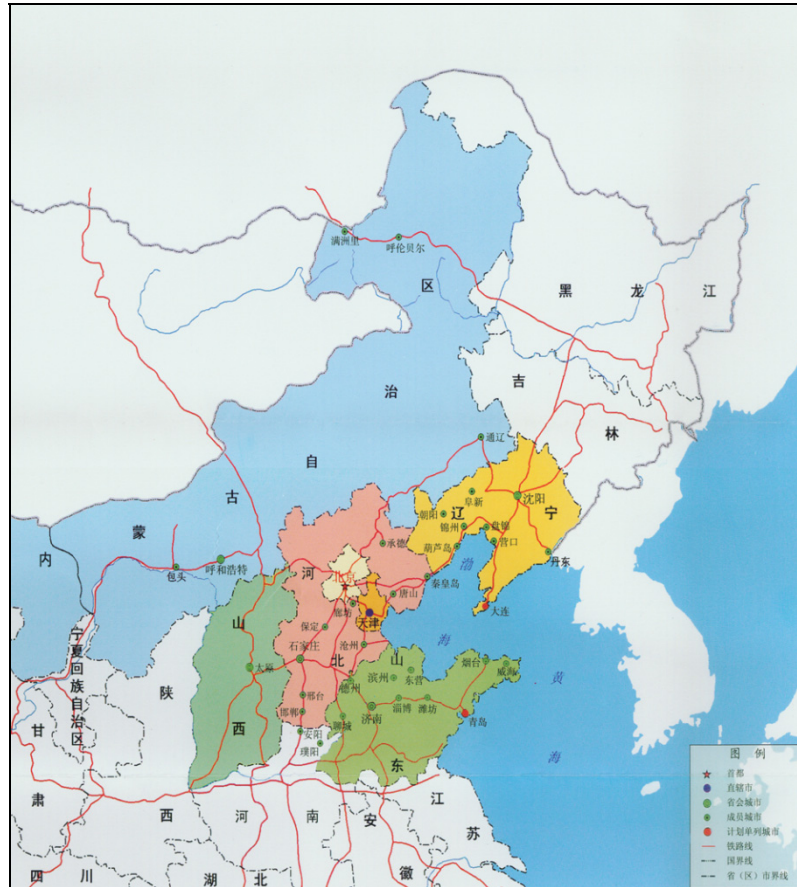 满洲里
呼伦贝尔
区
黑龙江
治
吉
林
通辽
自
古
蒙
内
辽
宁
阜新
沈阳
朝阳
锦州
盘锦
葫芦岛
营口
丹东
承德
渤
河
北京
秦皇岛
唐山
大连
包头
呼和浩特
廊坊
天津
宁夏回族自治区
山
保定
石家庄
沧州
海
北
山
太原
陕
德州
滨州
东营
烟台
威海
黄
邢台
邯郸
聊城
济南
淄博
潍坊
青岛
甘
西
安阳
濮阳
东
海
肃
西
河
南
安
江
苏
四
川
湖
北
徽
图例
首都
直辖市
省会城市
成员城市
计划单列城市
铁路线
国界线
省（区）市界线